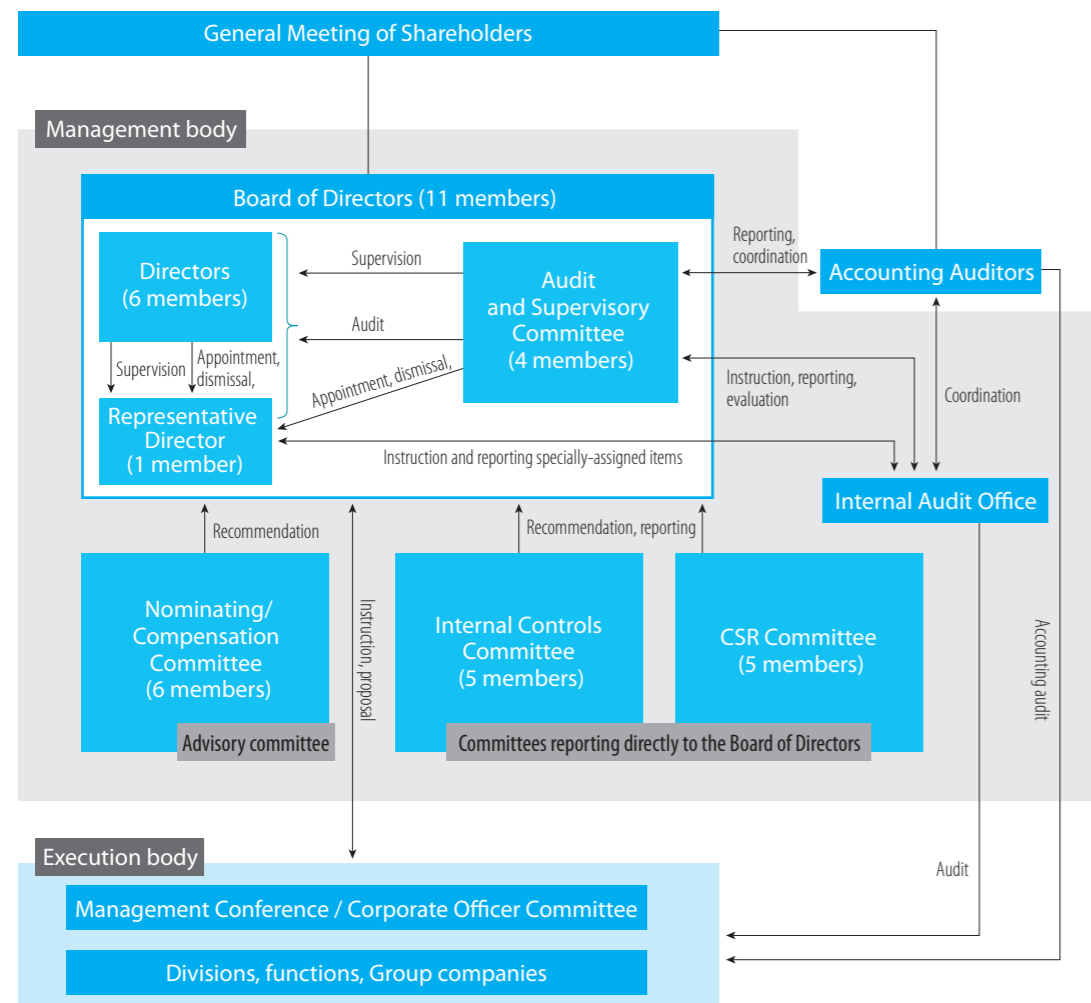 General Meeting of Shareholders
Management body
Board of Directors (11 members)
Directors
(6 members)
Supervision
Audit
Audit
and Supervisory
Committee
(4 members)
Reporting,
coordination
Accounting Auditors
Supervision
Appointment,
dismissal,
Appointment, dismissal,
Representative
Director
(1 member)
Instruction, reporting,
evaluation
Coordination
Instruction and reporting specially-assigned items
Internal Audit Office
Recommendation
Recommendation, reporting
Nominating/
Compensation
Committee
(6 members)
Advisory committee
Instruction, proposal
Internal Controls
Committee
(5 members)
CSR Committee
(5 members)
Committees reporting directly to the Board of Directors
Accounting audit
Execution body
Audit
Management Conference / Corporate Officer Committee
Divisions, functions, Group companies